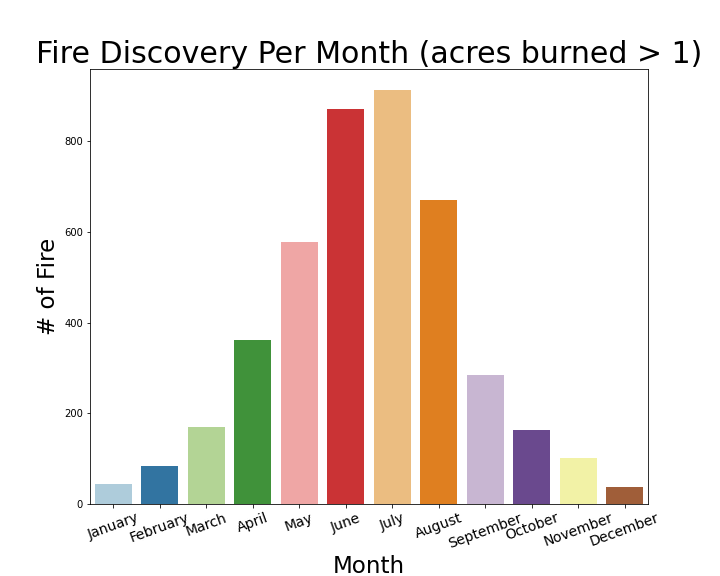 Fire Discovery Per Month (acres burned > 1)
800
600
400
200
0
# of Fire
January February March April May June July August September October November December
Month